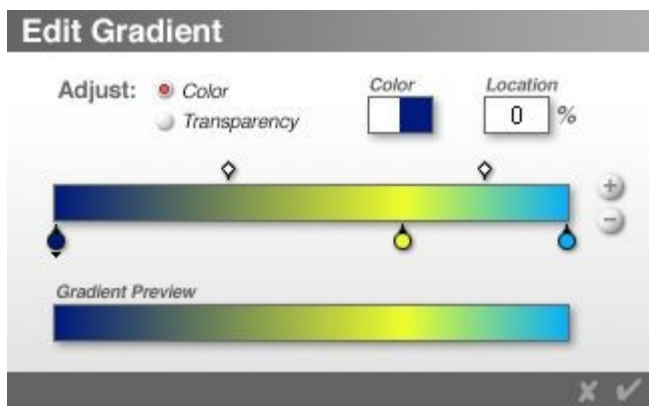 Edit Gradient
Adjust: Color Color Location
Transparency 0 %
Gradient Preview